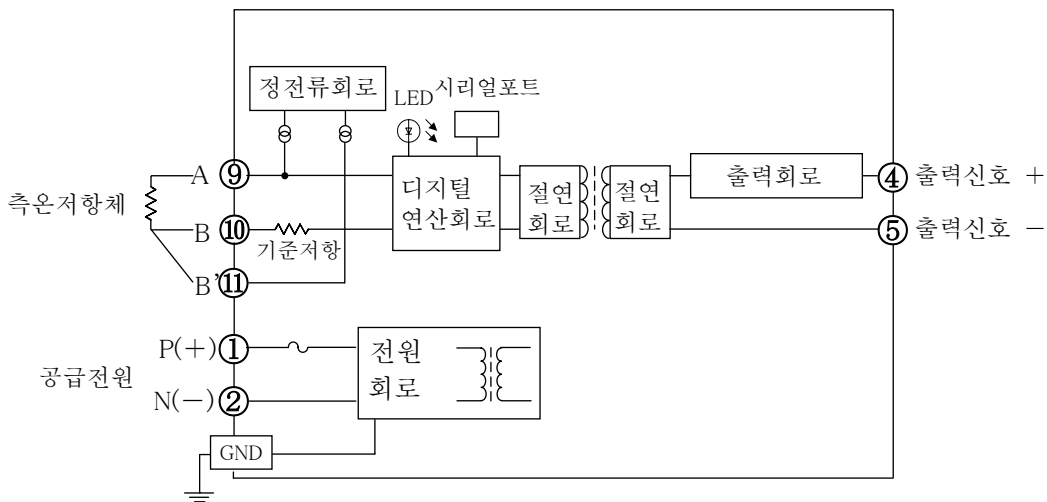 정전류회로
LED
시리얼포트
A ⑨
디지털
연산회로
절연
회로
절연
회로
출력회로
④ 출력신호 +
측온저항체
B ⑩
기준저항
⑤ 출력신호 -
B' ⑪
P(+) ①
전원
회로
공급전원
N(-) ②
GND